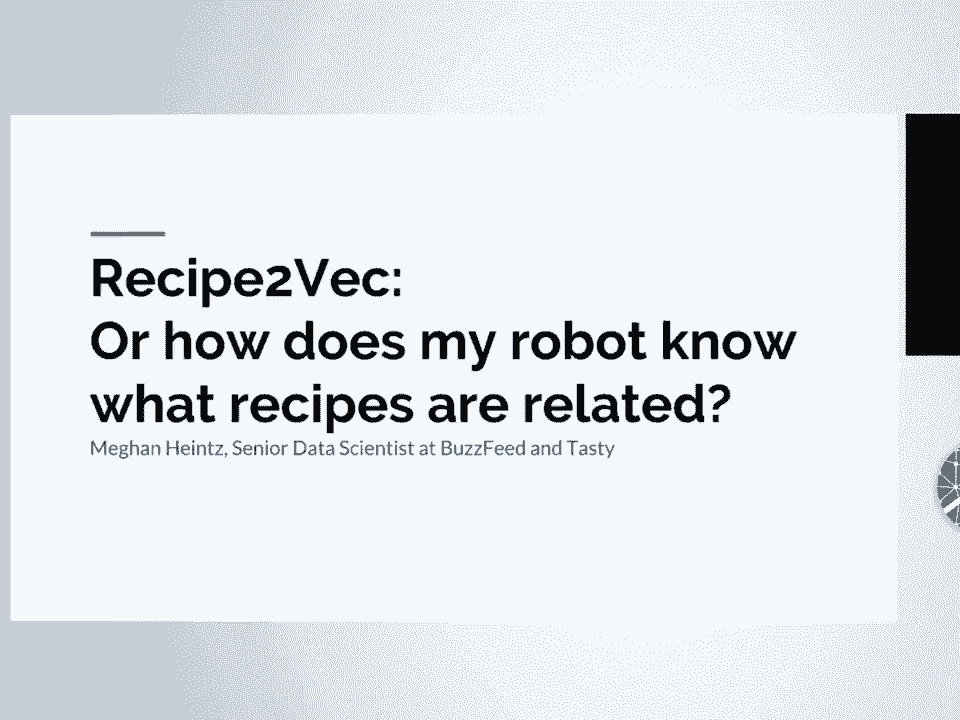 Recipe2Vec:
Or how does my robot know
what recipes are related?
Meghan Heintz, Senior Data Scientist at BuzzFeed and Tasty